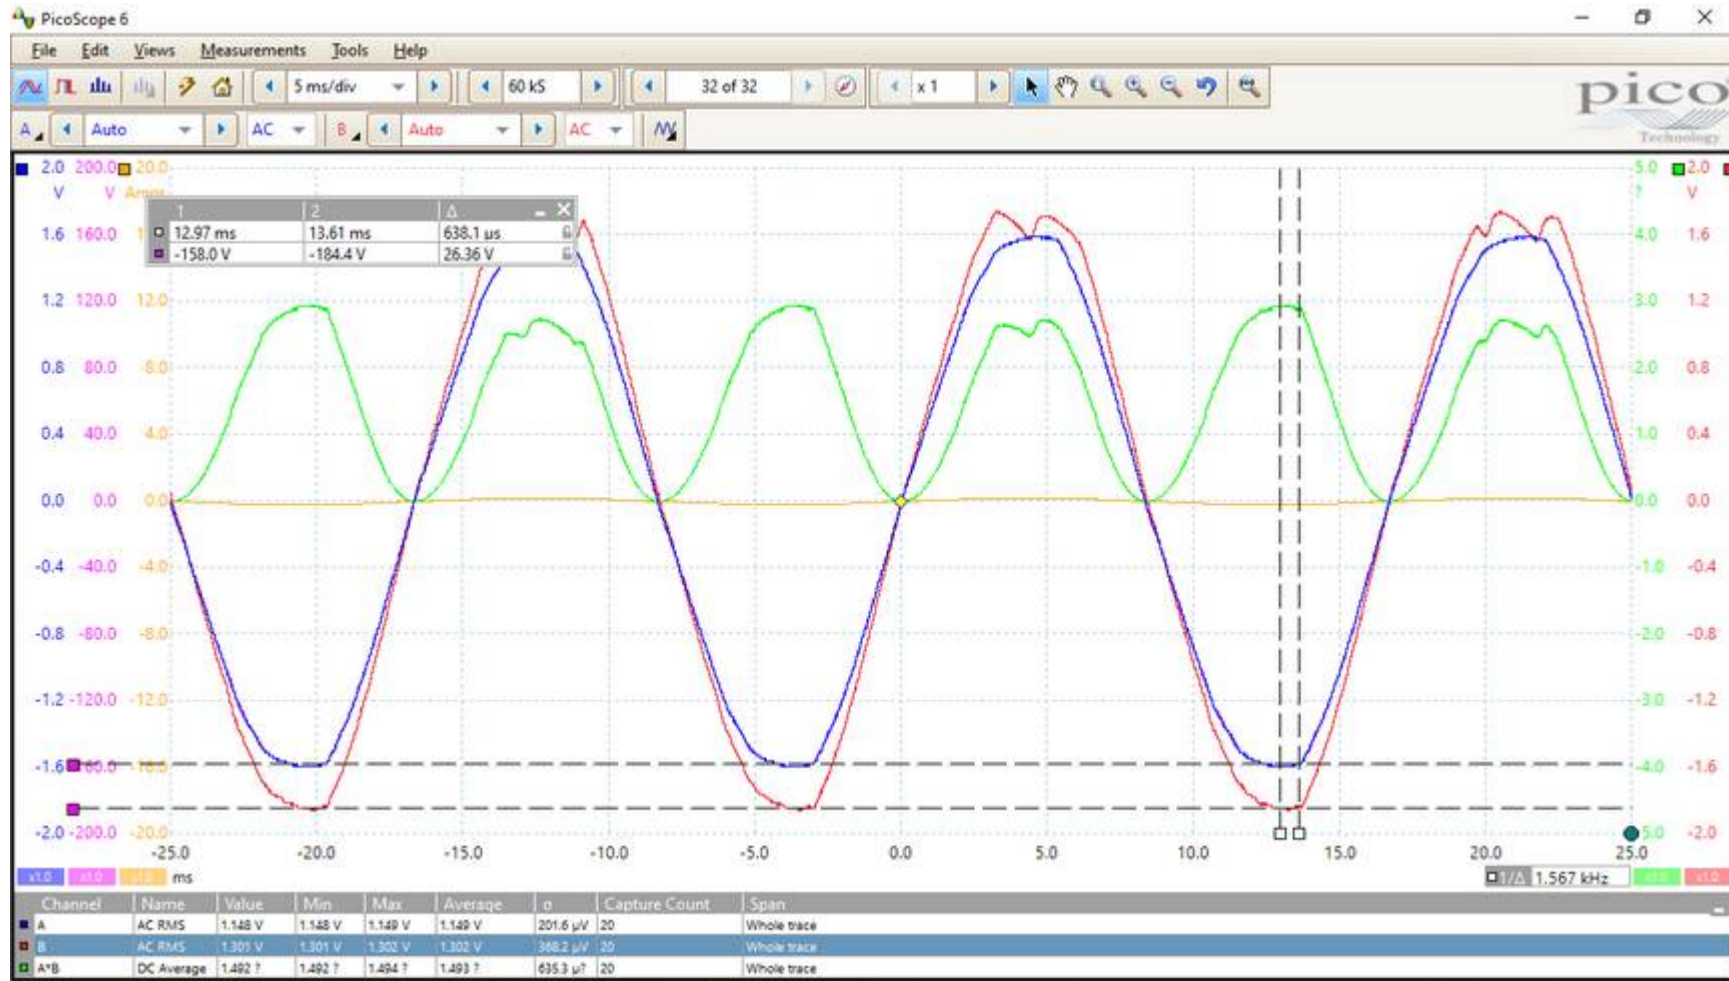 PicoScope 6
File Edit Views Measurements Tools Help
5 ms/div 60 kS 32 of 32 x 1
pico
Technology
A Auto AC B Auto AC
2.0 200.0 20.0 5.0 2.0
V V Amps ? V
1.6 160.0 4.0 1.6
1 2 Δ
12.97 ms 13.61 ms 638.1 µs
-158.0 V -184.4 V 26.36 V
1.2 120.0 12.0 3.0 1.2
0.8 80.0 8.0 2.0 0.8
0.4 40.0 4.0 1.0 0.4
0.0 0.0 0.0 0.0 0.0
-0.4 -40.0 -4.0 -1.0 -0.4
-0.8 -80.0 -8.0 -2.0 -0.8
-1.2 -120.0 -12.0 -3.0 -1.2
-1.6 -4.0 -1.6
-2.0 -200.0 -20.0 5.0 -2.0
-25.0 -20.0 -15.0 -10.0 -5.0 0.0 5.0 10.0 15.0 20.0 25.0
x1.0 x1.0 x1.0 ms 1/Δ 1.567 kHz x1.0 x1.0
Channel Name Value Min Max Average σ Capture Count Span
A AC RMS 1.148 V 1.148 V 1.149 V 1.149 V 201.6 µV 20 Whole trace
B AC RMS 1.301 V 1.301 V 1.302 V 1.302 V 368.2 µV 20 Whole trace
A*B DC Average 1.492 ? 1.492 ? 1.494 ? 1.493 ? 635.3 µ? 20 Whole trace